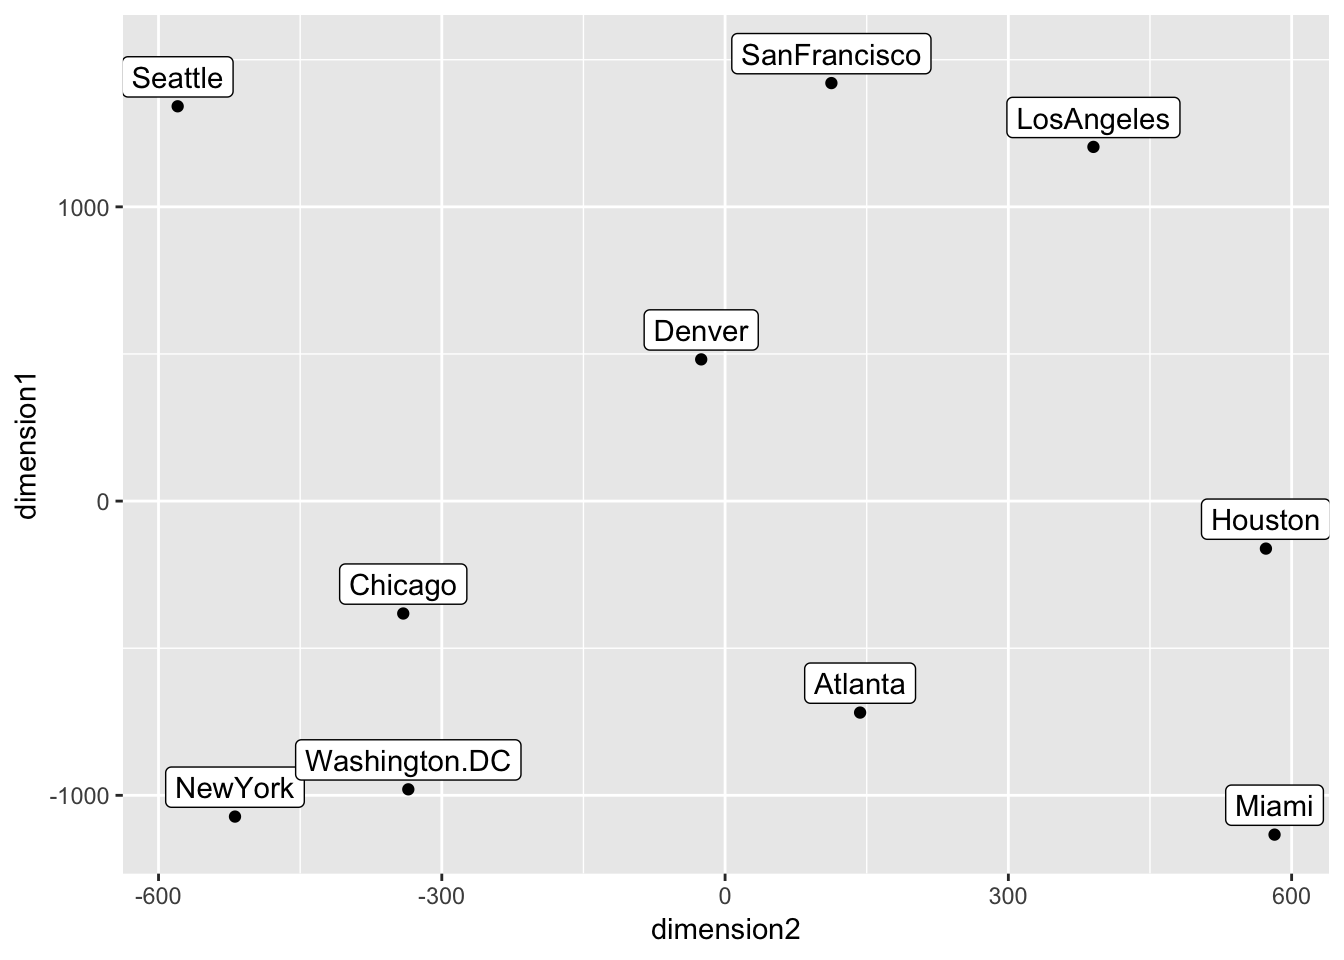 SanFrancisco
Seattle
LosAngeles
1000
Denver
dimension1
0
Houston
Chicago
Atlanta
Washington.DC
NewYork
-1000
Miami
-600
-300
0
300
600
dimension2